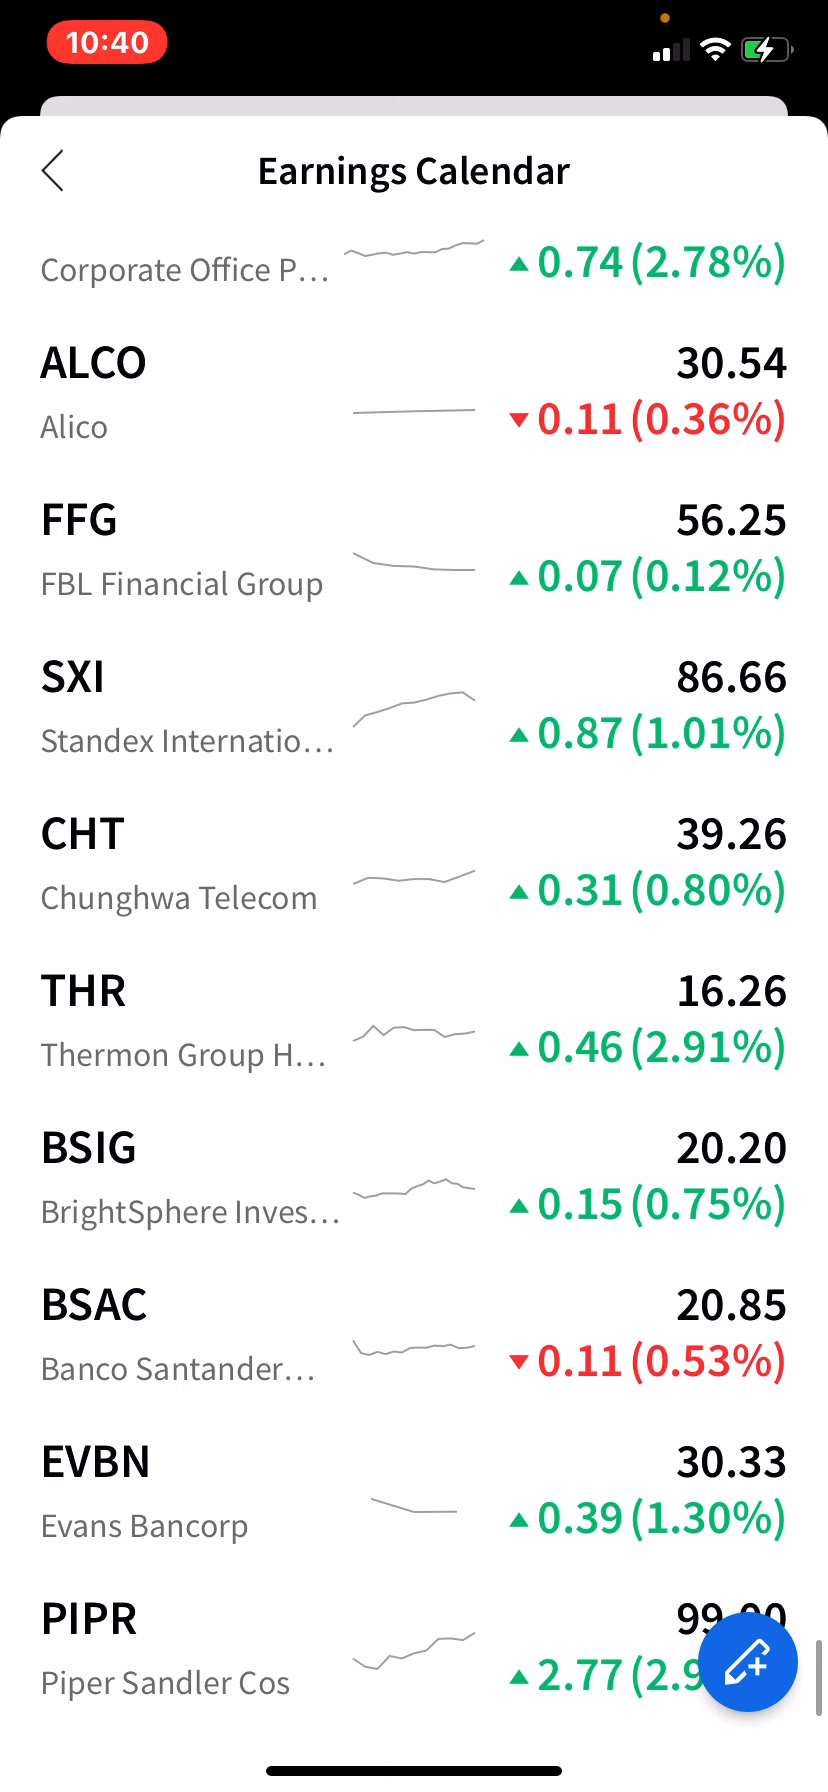 10:40
Earnings Calendar
Corporate Office P... ▲0.74 (2.78%)
ALCO 30.54
Alico ▼0.11 (0.36%)
FFG 56.25
FBL Financial Group ▲0.07 (0.12%)
SXI 86.66
Standex Internatio... ▲0.87 (1.01%)
CHT 39.26
Chunghwa Telecom ▲0.31 (0.80%)
THR 16.26
Thermon Group H... ▲0.46 (2.91%)
BSIG 20.20
BrightSphere Inves... ▲0.15 (0.75%)
BSAC 20.85
Banco Santander... ▼0.11 (0.53%)
EVBN 30.33
Evans Bancorp ▲0.39 (1.30%)
PIPR
Piper Sandler Cos ▲2.77